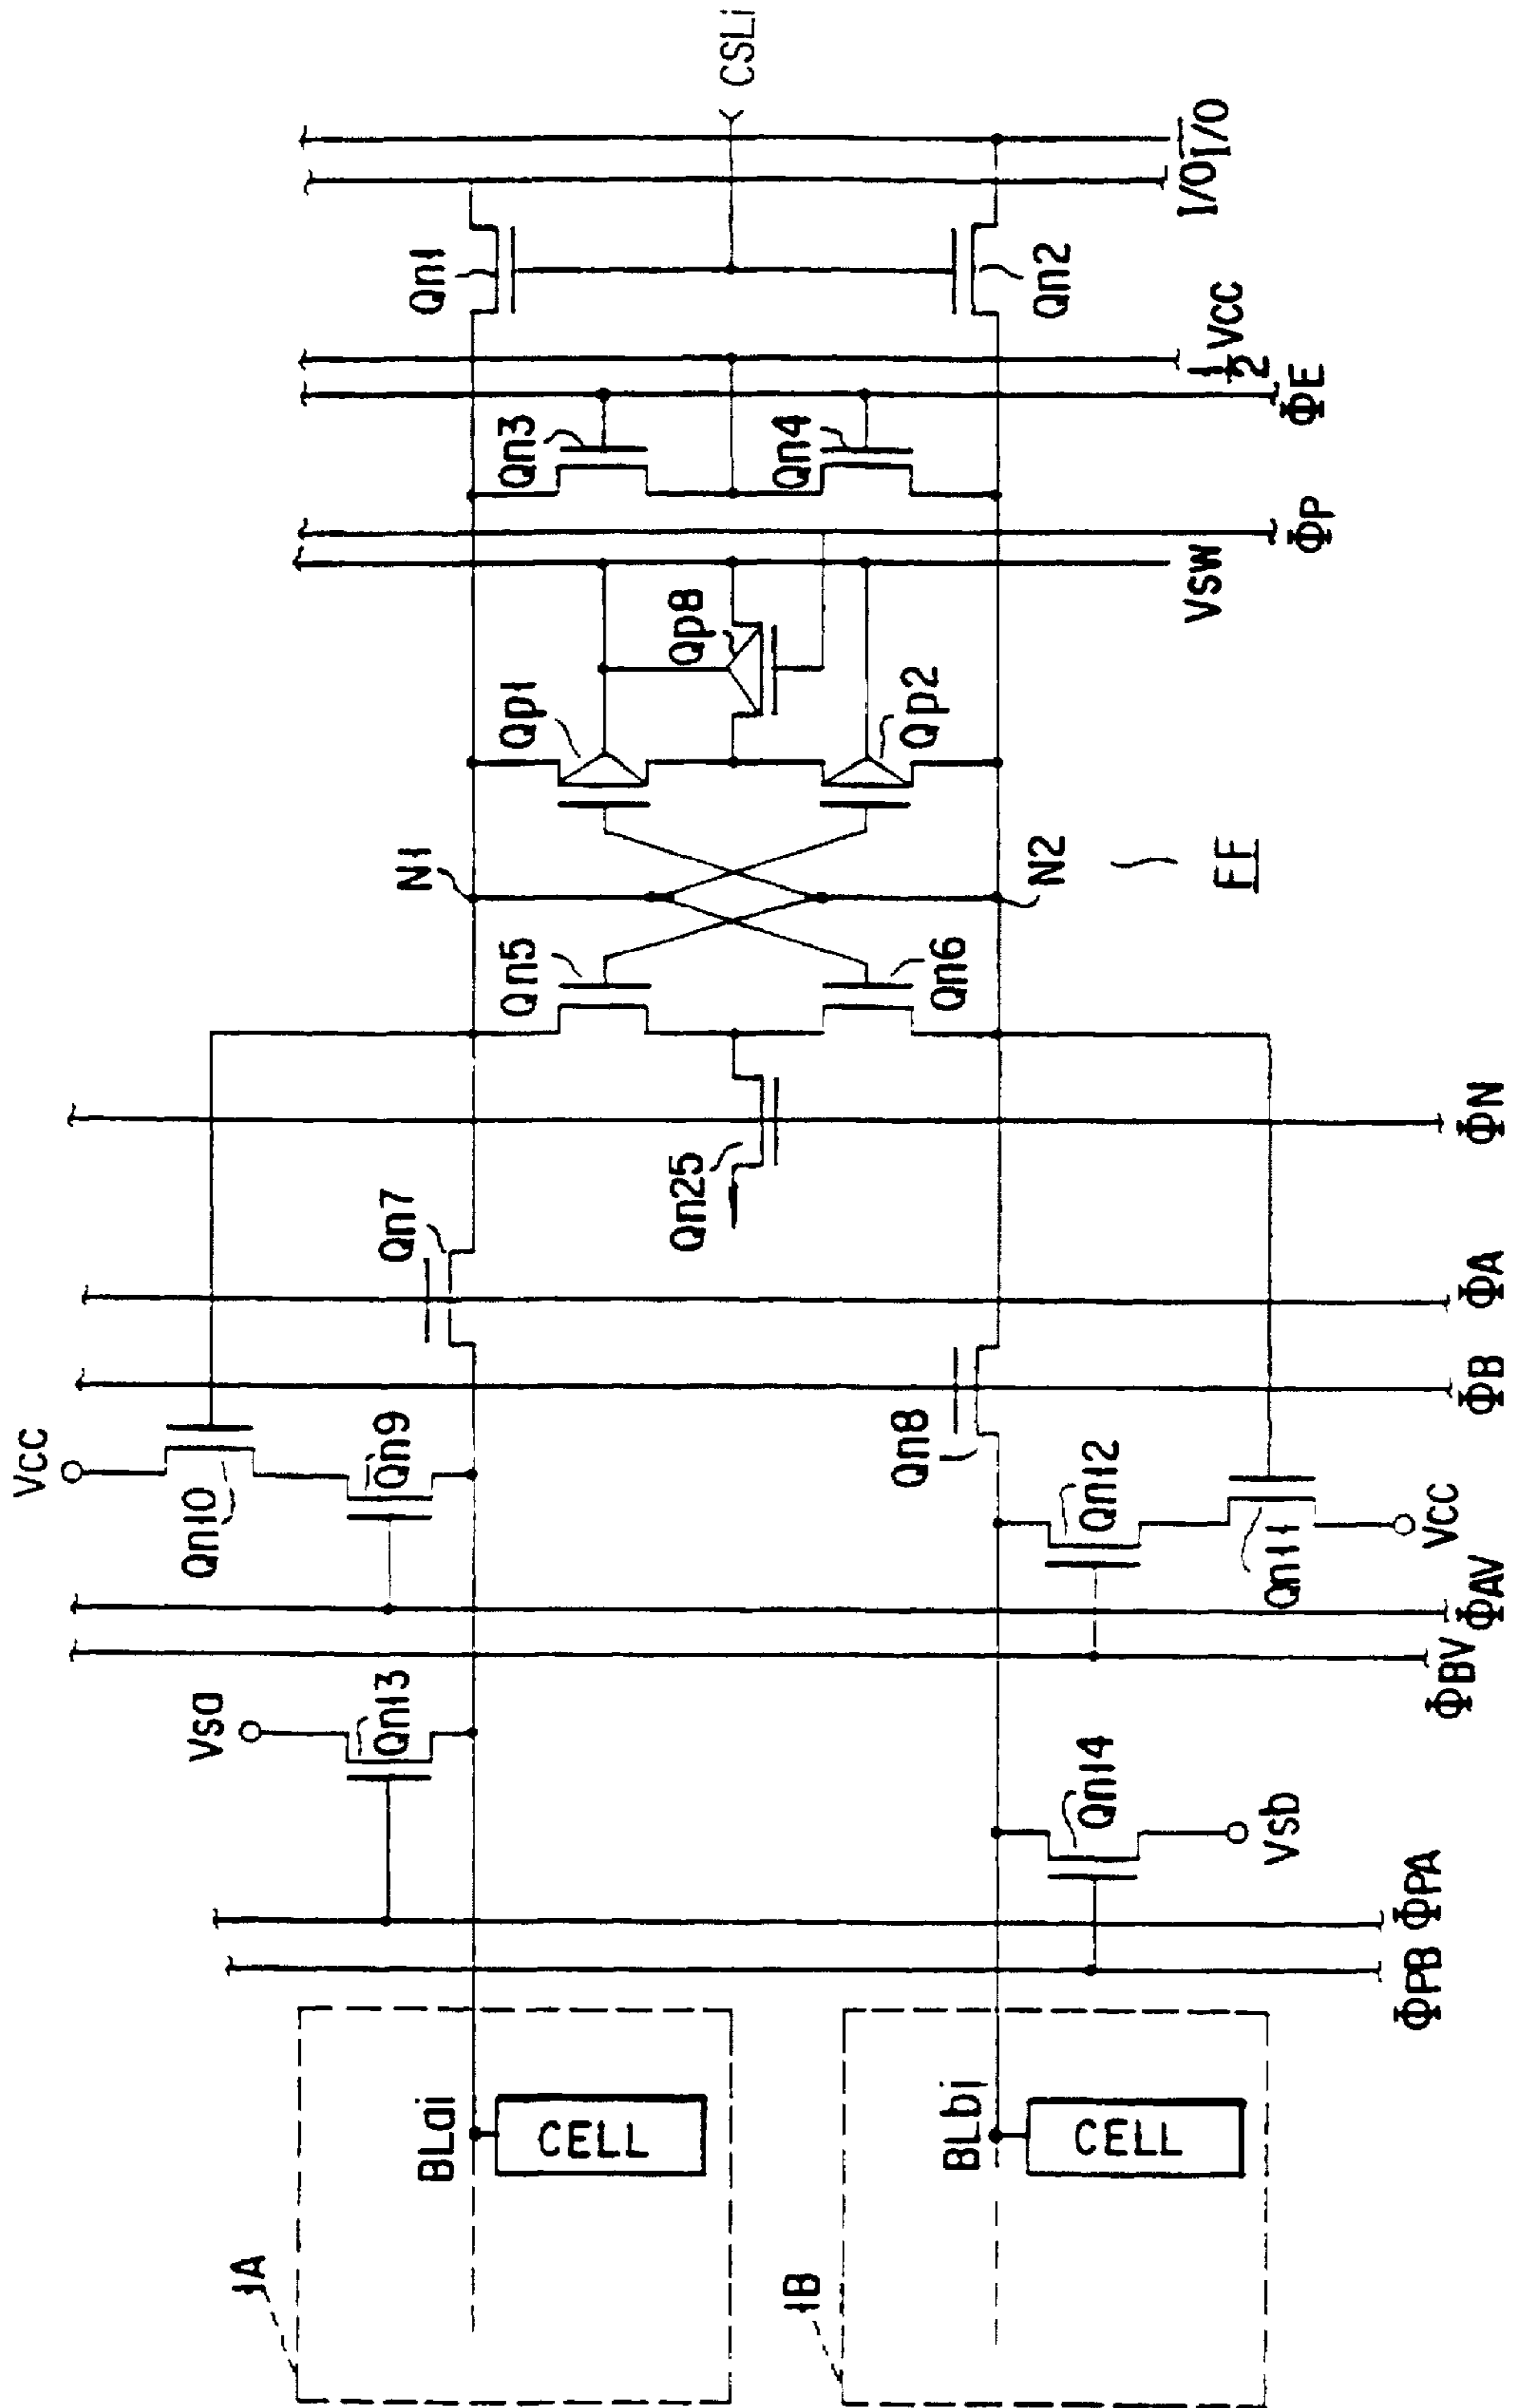 CSLi
I/O
I/O
Qn1
Qn2
1/2 VCC
ΦE
Qn3
Qn4
ΦP
VSW
Qp8
Qp1
Qp2
N1
N2
FF
Qn5
Qn6
ΦN
Qn25
Qn7
ΦA
ΦB
Vcc
Qn10
Qn9
Qn8
Qn12
Qn11
Vcc
ΦAV
ΦBV
Vsa
Qn13
Qn14
Vsb
ΦPA
ΦPB
BLai
CELL
BLbi
CELL
1A
1B